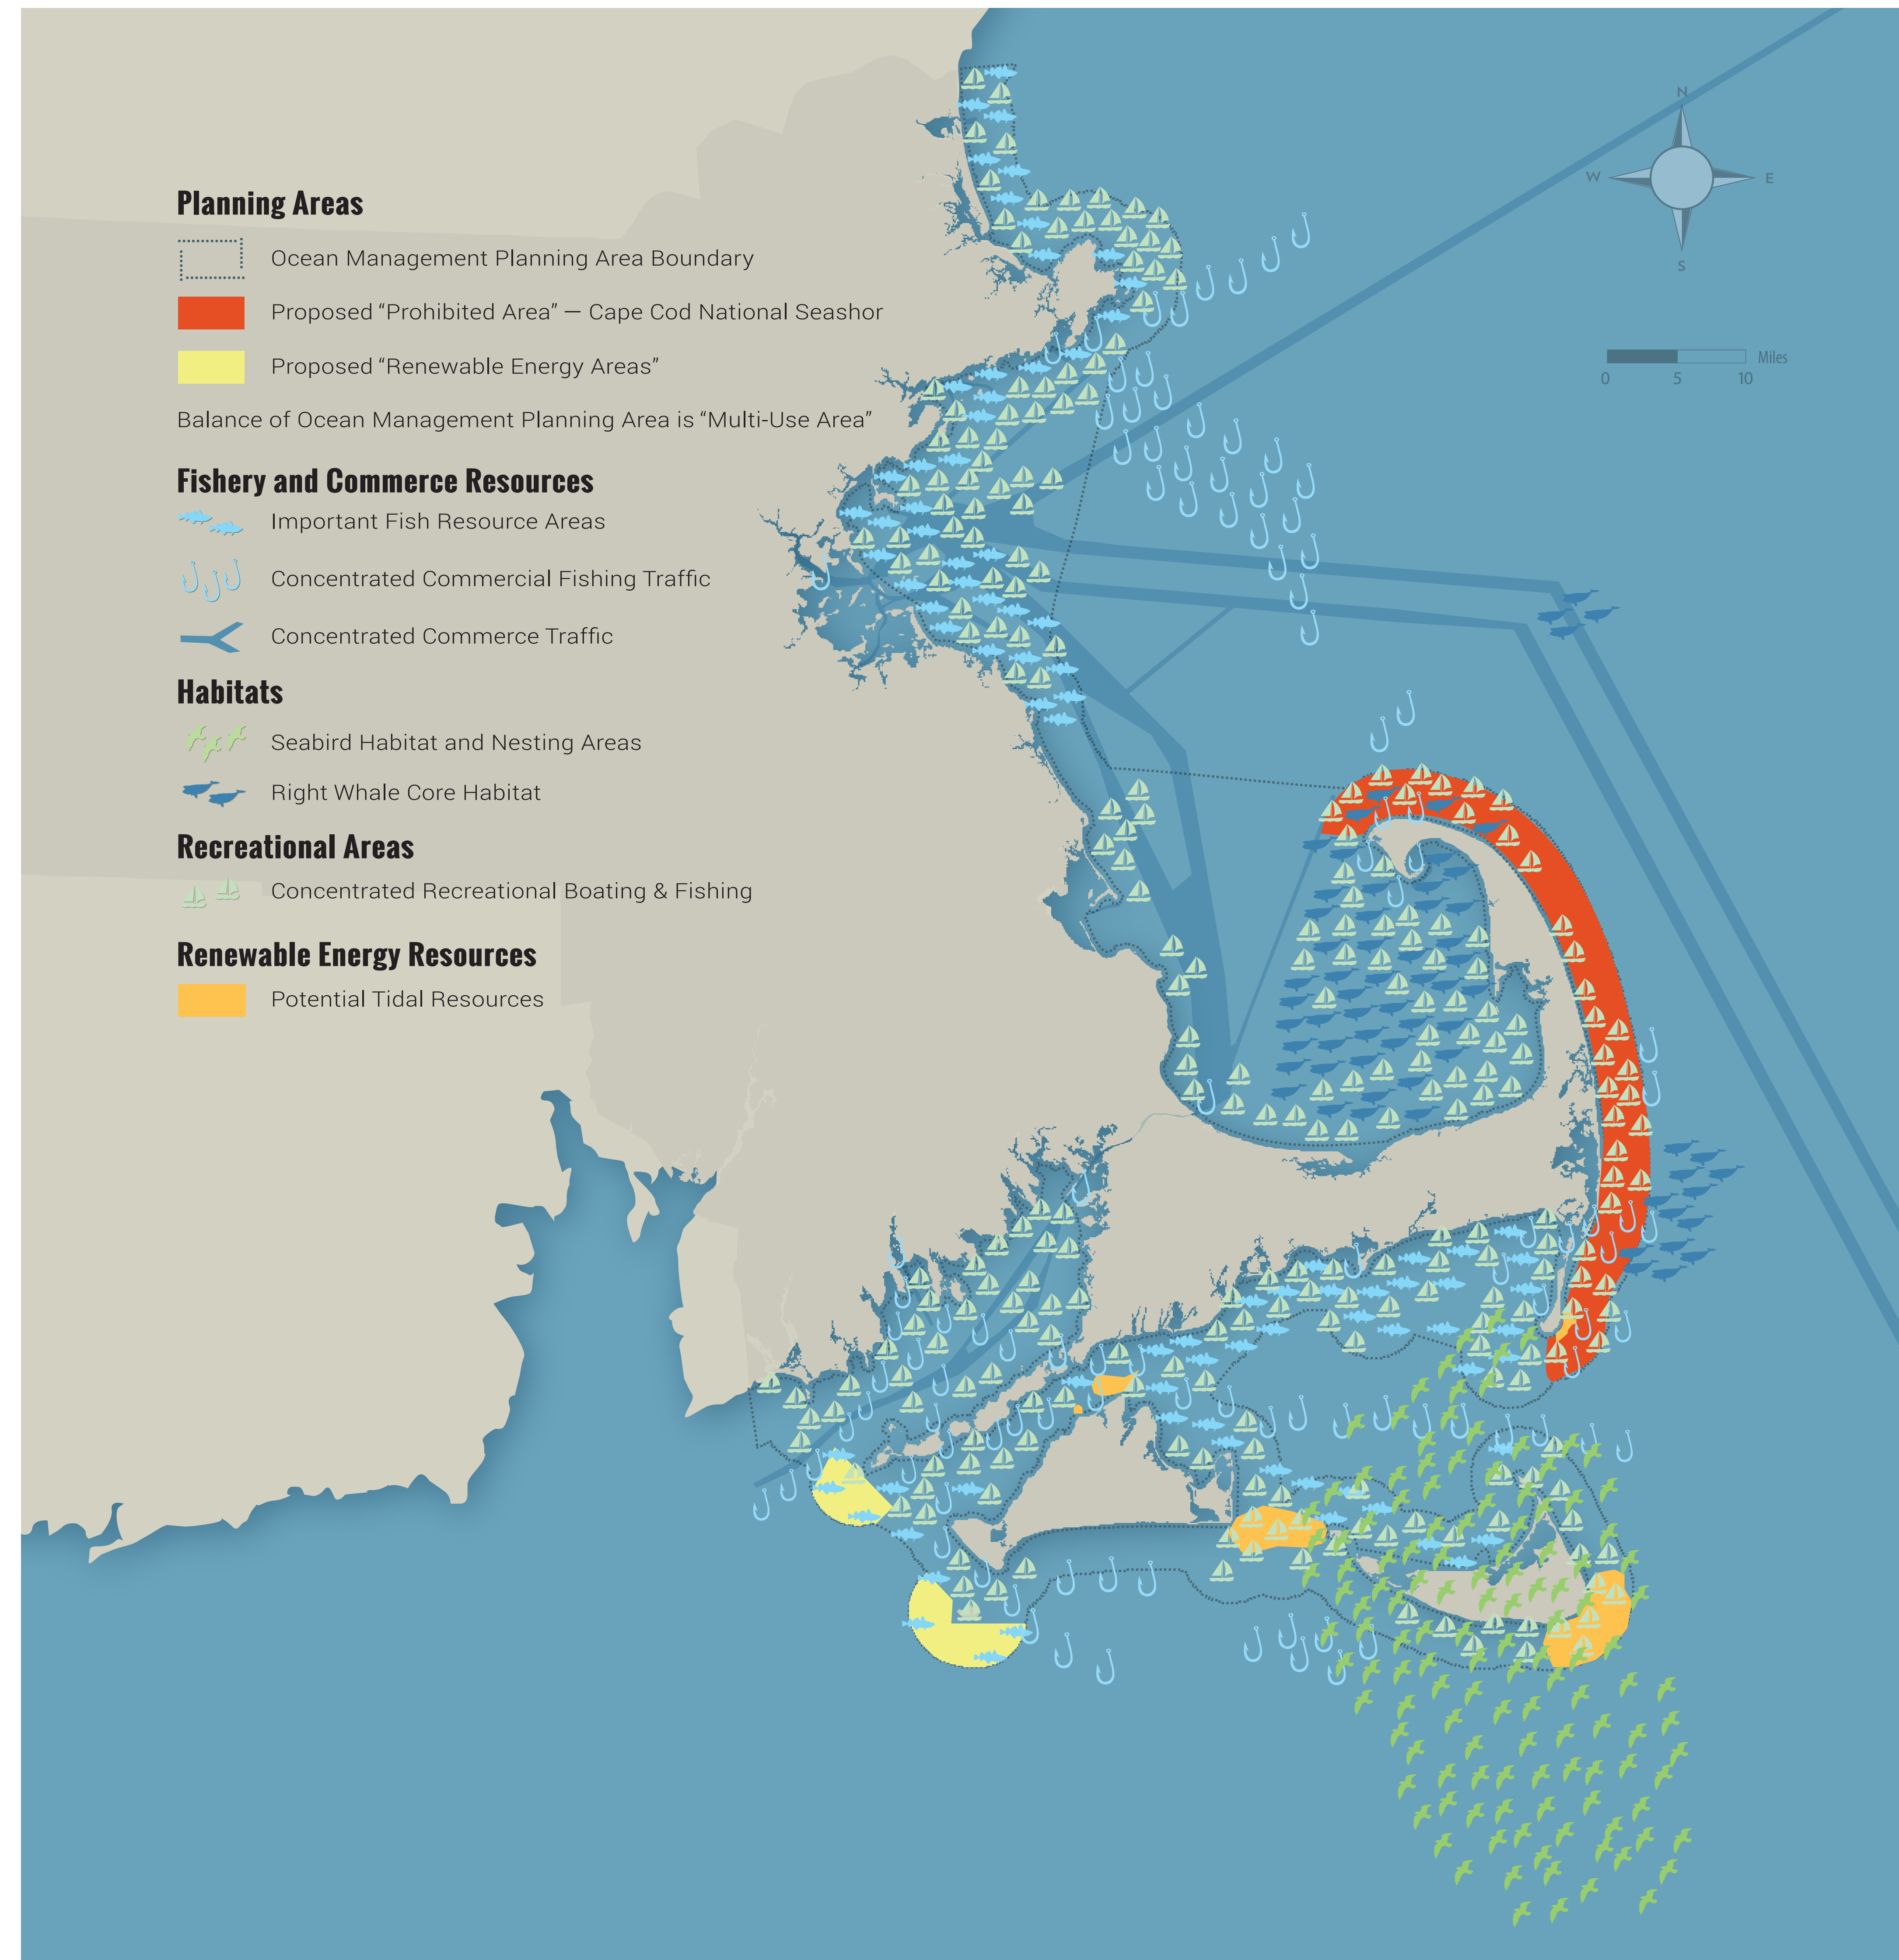 Planning Areas
Ocean Management Planning Area Boundary
Proposed “Prohibited Area” — Cape Cod National Seashor
Proposed “Renewable Energy Areas”
Balance of Ocean Management Planning Area is “Multi-Use Area”
Fishery and Commerce Resources
Important Fish Resource Areas
Concentrated Commercial Fishing Traffic
Concentrated Commerce Traffic
Habitats
Seabird Habitat and Nesting Areas
Right Whale Core Habitat
Recreational Areas
Concentrated Recreational Boating & Fishing
Renewable Energy Resources
Potential Tidal Resources
N
W E
S
Miles
0 5 10